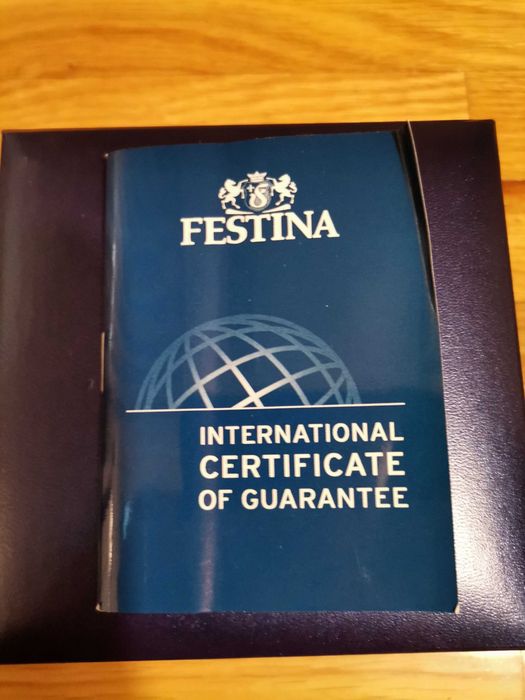 FESTINA
INTERNATIONAL
CERTIFICATE
OF GUARANTEE